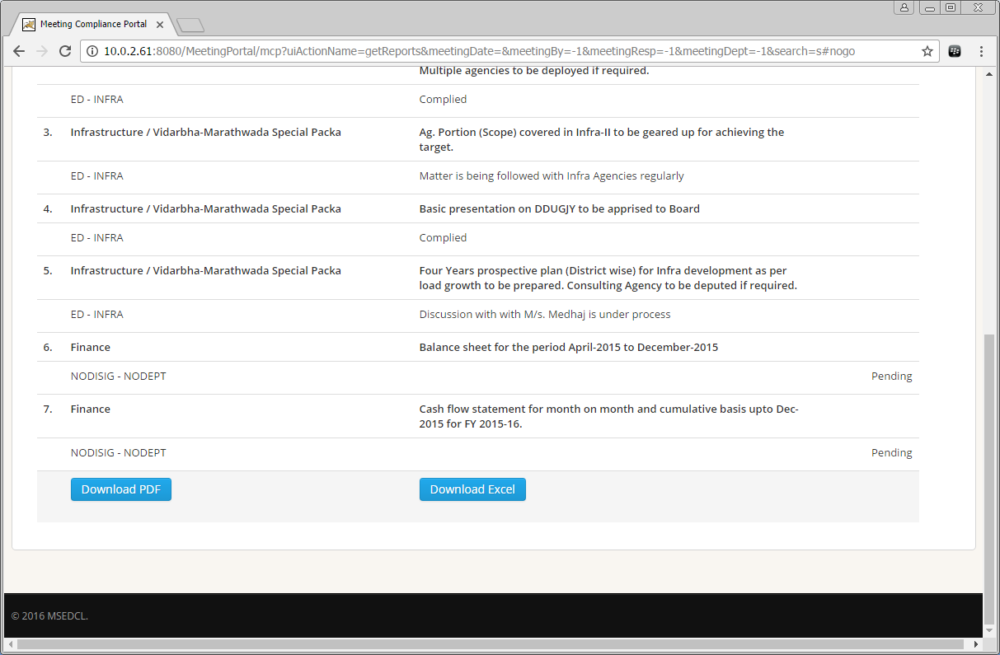 Meeting Compliance Portal
10.0.2.61:8080/MeetingPortal/mcp?uiActionName=getReports&meetingDate=&meetingBy=-1&meetingResp=-1&meetingDept=-1&search=s#nogo
Multiple agencies to be deployed if required.
ED - INFRA Complied
3. Infrastructure / Vidarbha-Marathwada Special Packa Ag. Portion (Scope) covered in Infra-II to be geared up for achieving the
target.
ED - INFRA Matter is being followed with Infra Agencies regularly
4. Infrastructure / Vidarbha-Marathwada Special Packa Basic presentation on DDUGJY to be apprised to Board
ED - INFRA Complied
5. Infrastructure / Vidarbha-Marathwada Special Packa Four Years prospective plan (District wise) for Infra development as per
load growth to be prepared. Consulting Agency to be deputed if required.
ED - INFRA Discussion with with M/s. Medhaj is under process
6. Finance Balance sheet for the period April-2015 to December-2015
NODISIG - NODEPT Pending
7. Finance Cash flow statement for month on month and cumulative basis upto Dec-
2015 for FY 2015-16.
NODISIG - NODEPT Pending
Download PDF Download Excel
© 2016 MSEDCL.